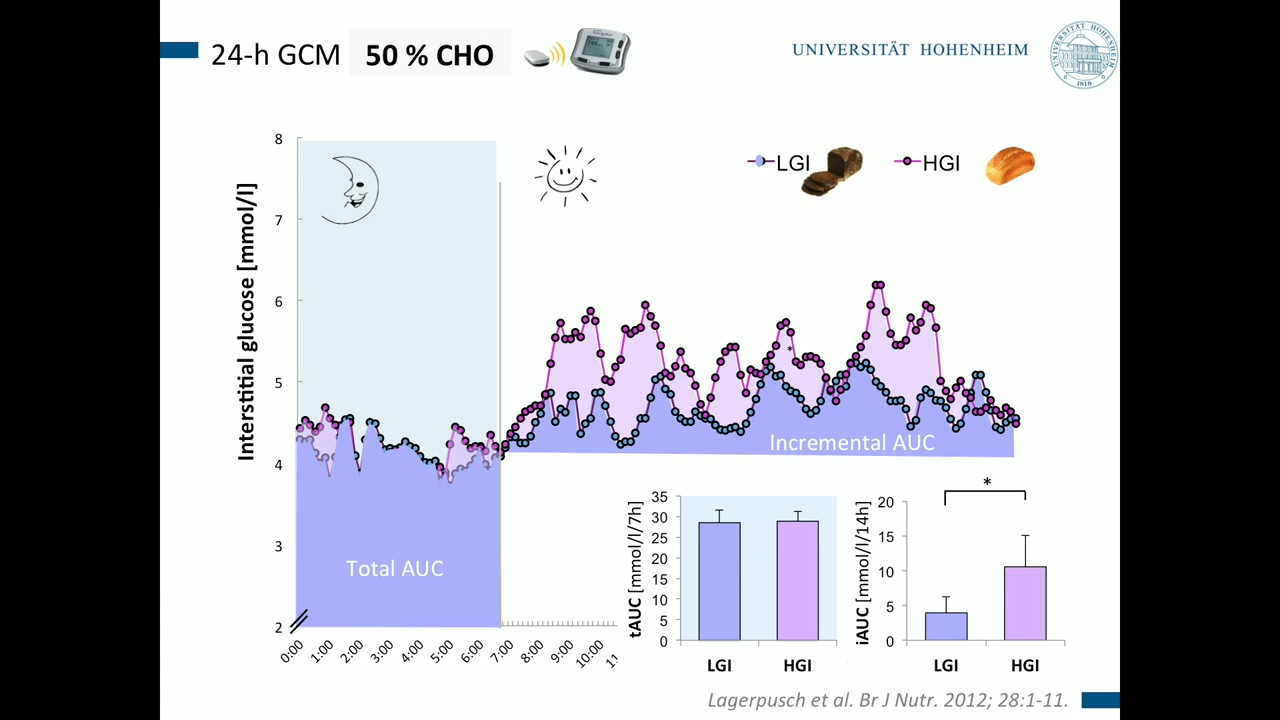 24-h GCM 50 % CHO
UNIVERSITÄT HOHENHEIM
UNIVERSITÄT HOHENHEIM
1818
LGI
HGI
Interstitial glucose [mmol/l]
8
7
6
5
4
3
2
Total AUC
Incremental AUC
*
0:00 1:00 2:00 3:00 4:00 5:00 6:00 7:00 8:00 9:00 10:00 11
tAUC [mmol/l/7h]
35
30
25
20
15
10
5
0
LGI HGI
iAUC [mmol/l/14h]
20
15
10
5
0
*
LGI HGI
Lagerpusch et al. Br J Nutr. 2012; 28:1-11.